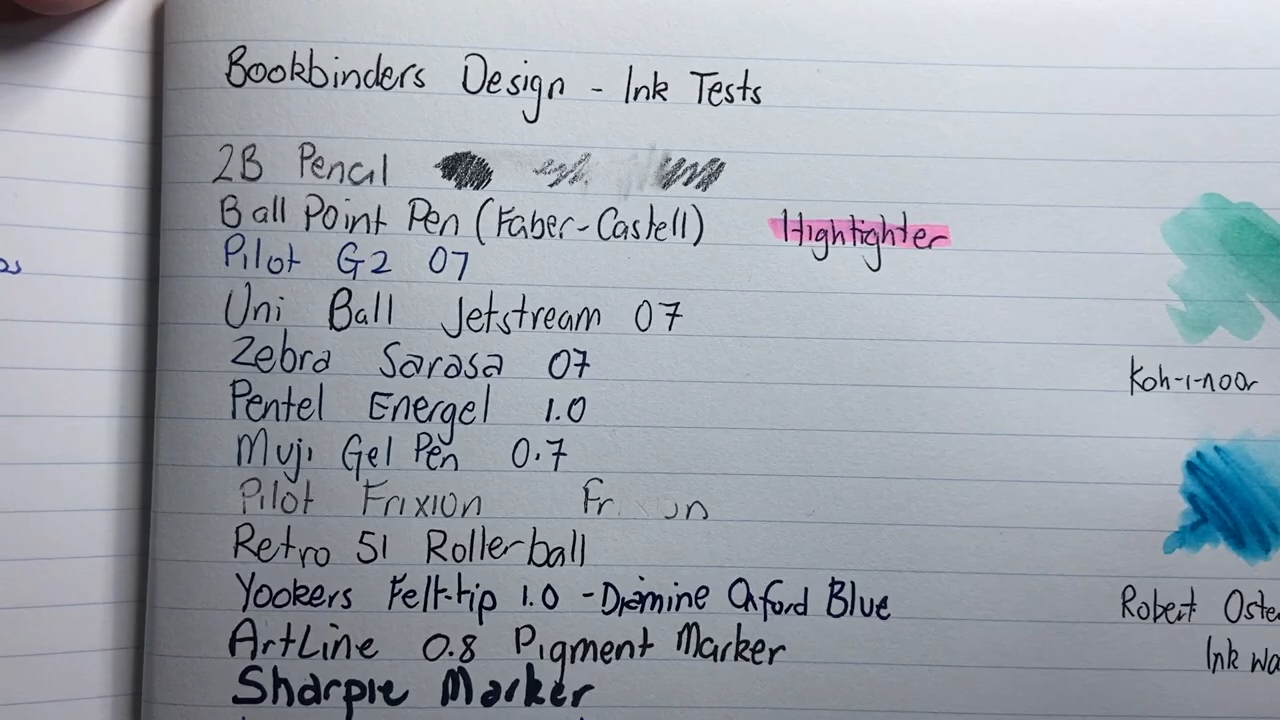 Bookbinders Design - Ink Tests
2B Pencil
Ball Point Pen (Faber-Castell) Highlighter
Pilot G2 07
Uni Ball Jetstream 07
Zebra Sarasa 07
Pentel Energel 1.0
Muji Gel Pen 0.7
Pilot Frixion Fr
Retro 51 Rollerball
Yookers Felt-tip 1.0 - Diamine Oxford Blue
ArtLine 0.8 Pigment Marker
Sharpie Marker
Koh-i-noor
Robert Oste
Ink wa